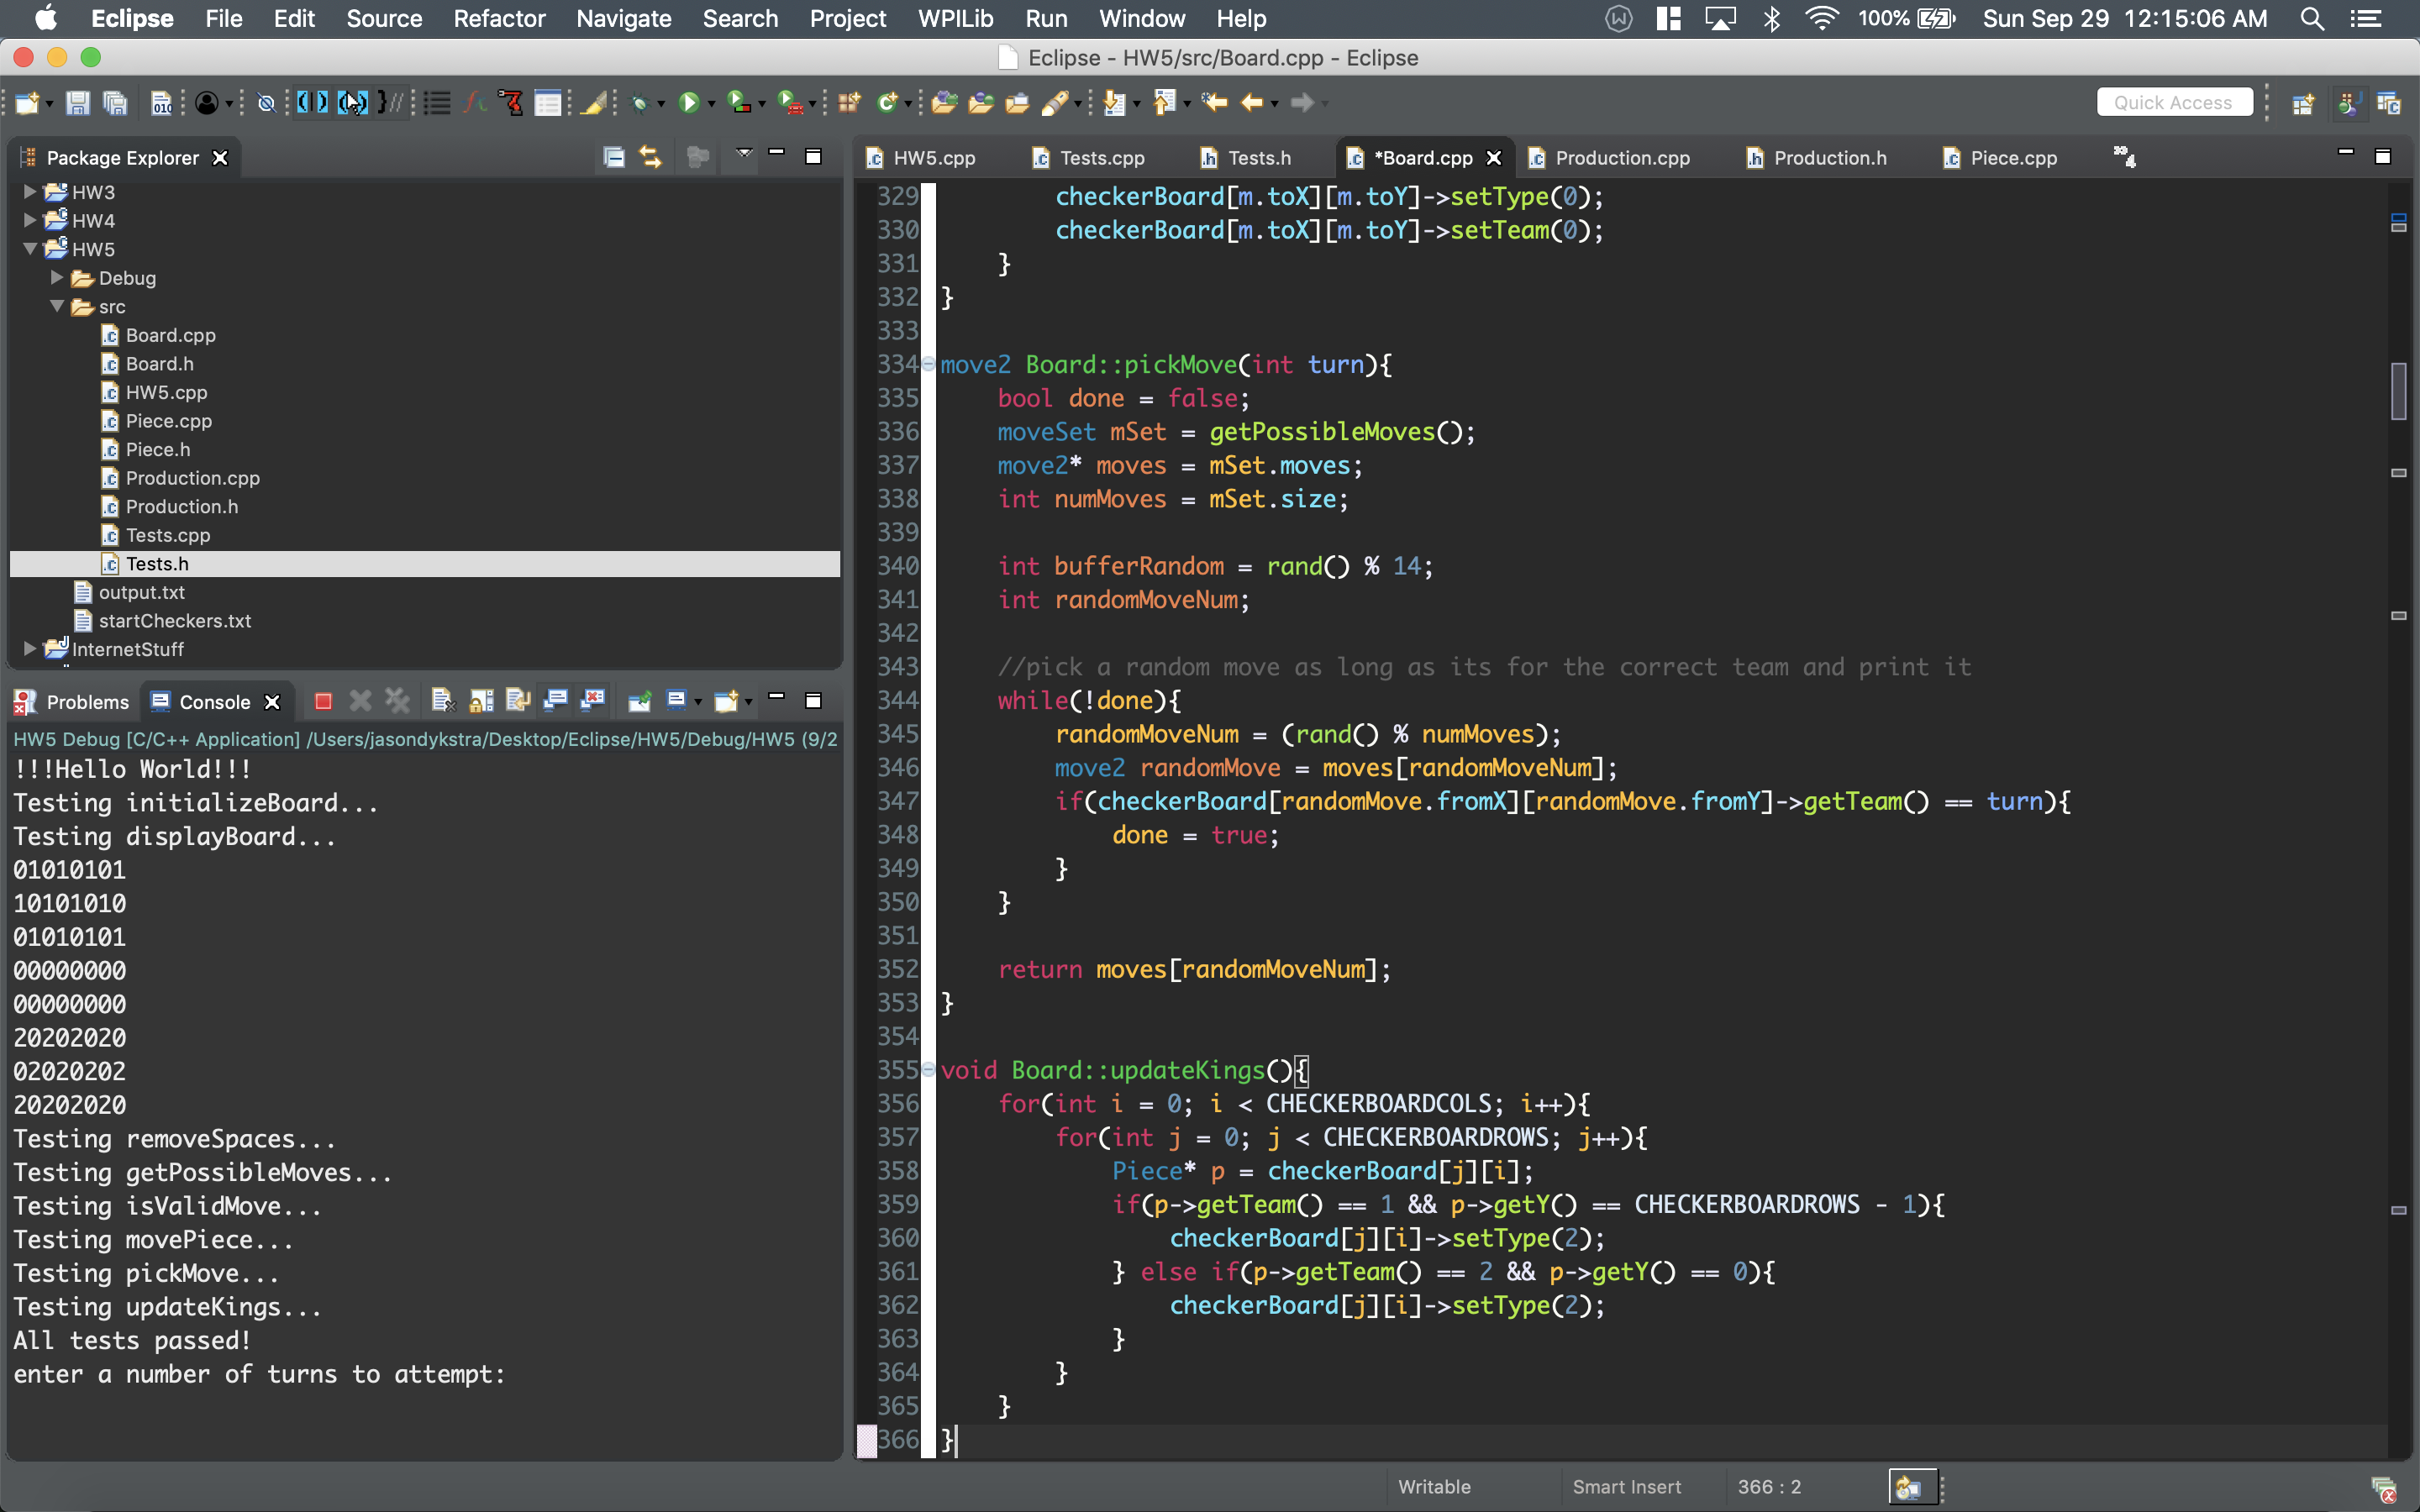 Eclipse File Edit Source Refactor Navigate Search Project WPILib Run Window Help 100% Sun Sep 29 12:15:06 AM
Eclipse - HW5/src/Board.cpp - Eclipse
Quick Access
Package Explorer
HW3
HW4
HW5
Debug
src
Board.cpp
Board.h
HW5.cpp
Piece.cpp
Piece.h
Production.cpp
Production.h
Tests.cpp
Tests.h
output.txt
startCheckers.txt
InternetStuff
Problems Console
HW5 Debug [C/C++ Application] /Users/jasondykstra/Desktop/Eclipse/HW5/Debug/HW5 (9/2
!!!Hello World!!!
Testing initializeBoard...
Testing displayBoard...
01010101
10101010
01010101
00000000
00000000
20202020
02020202
20202020
Testing removeSpaces...
Testing getPossibleMoves...
Testing isValidMove...
Testing movePiece...
Testing pickMove...
Testing updateKings...
All tests passed!
enter a number of turns to attempt:
HW5.cpp Tests.cpp Tests.h *Board.cpp Production.cpp Production.h Piece.cpp 4
329         checkerBoard[m.toX][m.toY]->setType(0);
330         checkerBoard[m.toX][m.toY]->setTeam(0);
331     }
332 }
333
334 move2 Board::pickMove(int turn){
335     bool done = false;
336     moveSet mSet = getPossibleMoves();
337     move2* moves = mSet.moves;
338     int numMoves = mSet.size;
339
340     int bufferRandom = rand() % 14;
341     int randomMoveNum;
342
343     //pick a random move as long as its for the correct team and print it
344     while(!done){
345         randomMoveNum = (rand() % numMoves);
346         move2 randomMove = moves[randomMoveNum];
347         if(checkerBoard[randomMove.fromX][randomMove.fromY]->getTeam() == turn){
348             done = true;
349         }
350     }
351
352     return moves[randomMoveNum];
353 }
354
355 void Board::updateKings(){
356     for(int i = 0; i < CHECKERBOARDCOLS; i++){
357         for(int j = 0; j < CHECKERBOARDROWS; j++){
358             Piece* p = checkerBoard[j][i];
359             if(p->getTeam() == 1 && p->getY() == CHECKERBOARDROWS - 1){
360                 checkerBoard[j][i]->setType(2);
361             } else if(p->getTeam() == 2 && p->getY() == 0){
362                 checkerBoard[j][i]->setType(2);
363             }
364         }
365     }
366 }
Writable Smart Insert 366 : 2